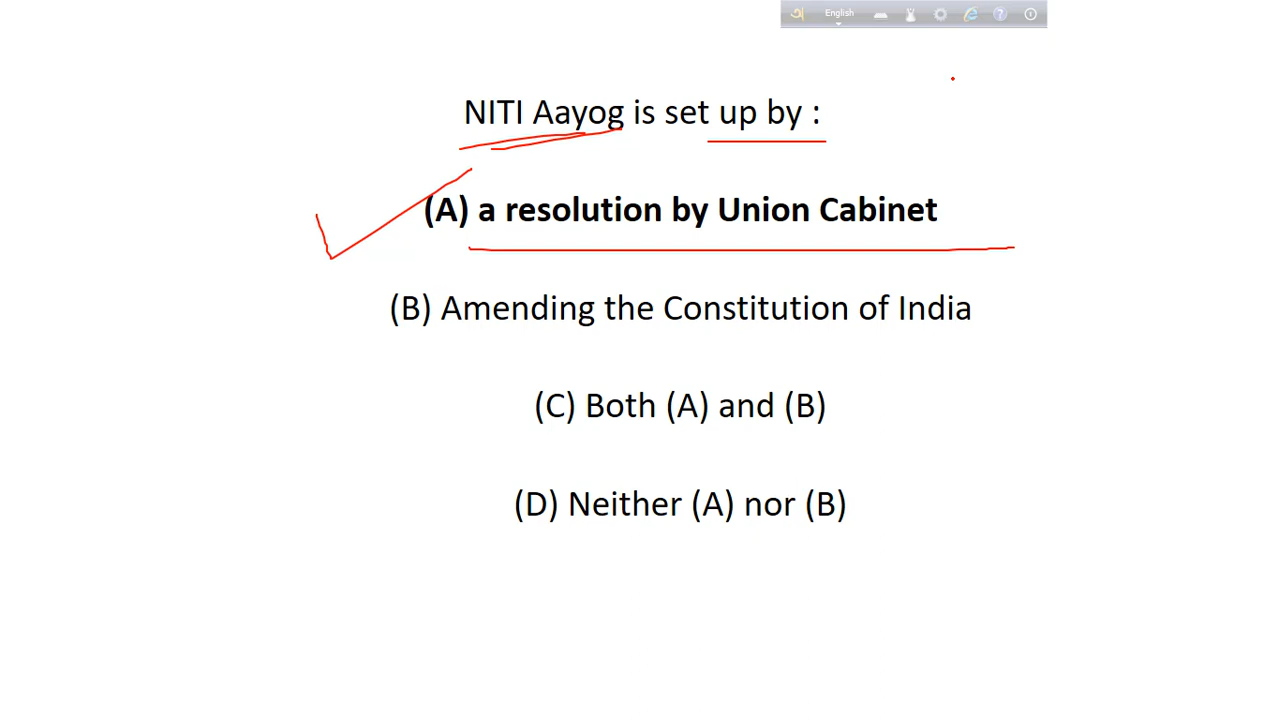 English
NITI Aayog is set up by :
(A) a resolution by Union Cabinet
(B) Amending the Constitution of India
(C) Both (A) and (B)
(D) Neither (A) nor (B)